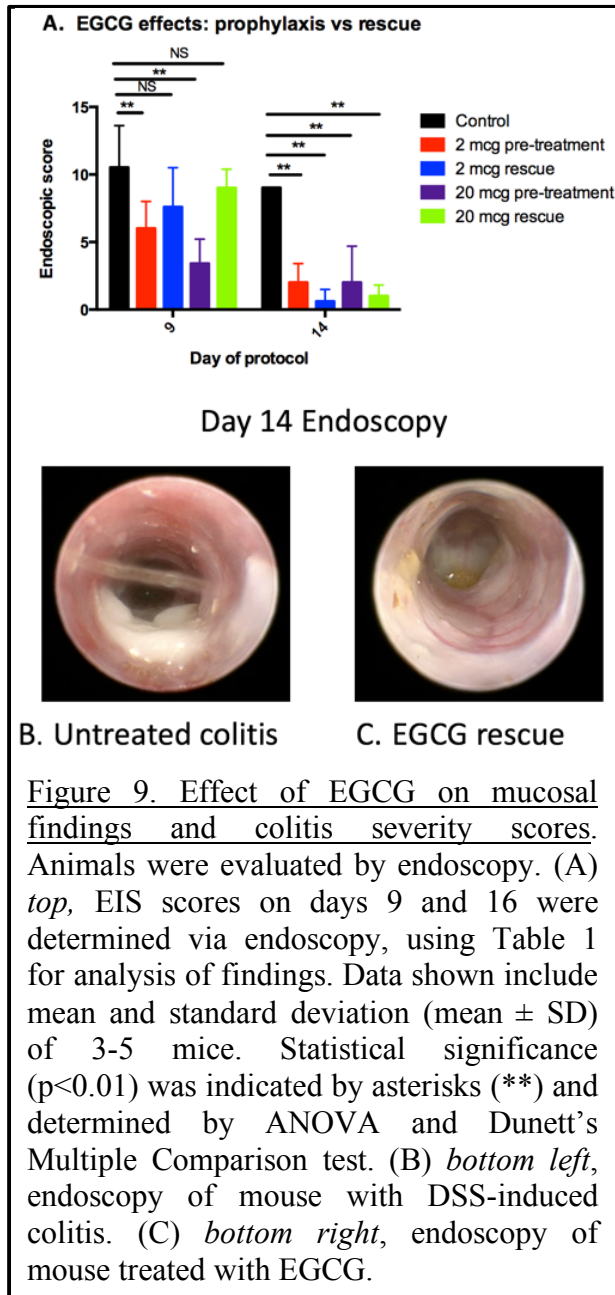 A. EGCG effects: prophylaxis vs rescue
NS
**
NS
**
**
**
**
**
15
10
5
0
Endoscopic score
9
14
Day of protocol
Control
2 mcg pre-treatment
2 mcg rescue
20 mcg pre-treatment
20 mcg rescue
Day 14 Endoscopy
B. Untreated colitis
C. EGCG rescue
Figure 9. Effect of EGCG on mucosal
findings and colitis severity scores.
Animals were evaluated by endoscopy. (A)
top, EIS scores on days 9 and 16 were
determined via endoscopy, using Table 1
for analysis of findings. Data shown include
mean and standard deviation (mean ± SD)
of 3-5 mice. Statistical significance
(p<0.01) was indicated by asterisks (**) and
determined by ANOVA and Dunett’s
Multiple Comparison test. (B) bottom left,
endoscopy of mouse with DSS-induced
colitis. (C) bottom right, endoscopy of
mouse treated with EGCG.